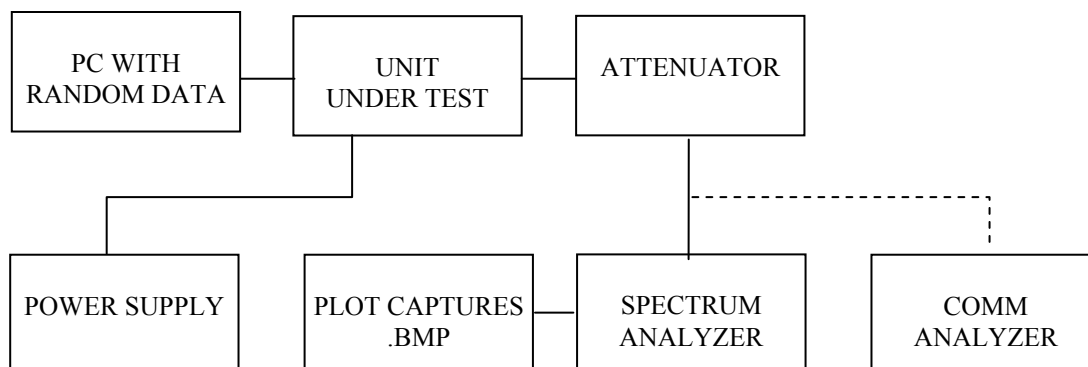 PC WITH
RANDOM DATA
UNIT
UNDER TEST
ATTENUATOR
POWER SUPPLY
PLOT CAPTURES
.BMP
SPECTRUM
ANALYZER
COMM
ANALYZER